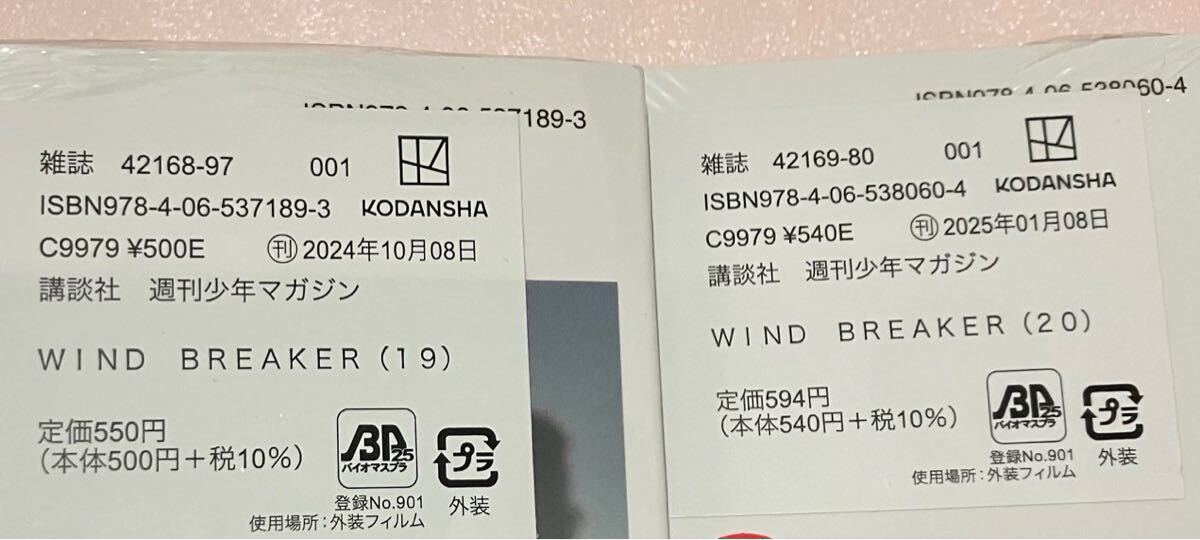 189-3
雑誌 42168-97 001
ISBN978-4-06-537189-3 KODANSHA
C9979 ¥500E ㊞刊 2024年10月08日
講談社 週刊少年マガジン
WIND BREAKER(19)
定価550円
(本体500円+税10%)
バイオマスプラ 25
プラ
登録No.901 外装
使用場所:外装フィルム
ISBN978-4-06-538060-4
雑誌 42169-80 001
ISBN978-4-06-538060-4 KODANSHA
C9979 ¥540E 刊 2025年01月08日
講談社 週刊少年マガジン
WIND BREAKER(20)
定価594円
(本体540円+税10%)
バイオマスプラ 25
プラ
登録No.901 外装
使用場所:外装フィルム